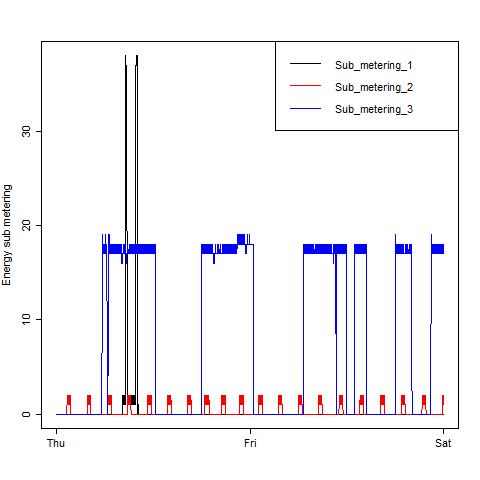 Sub_metering_1
Sub_metering_2
Sub_metering_3
Energy sub metering
30
20
10
0
Thu Fri Sat